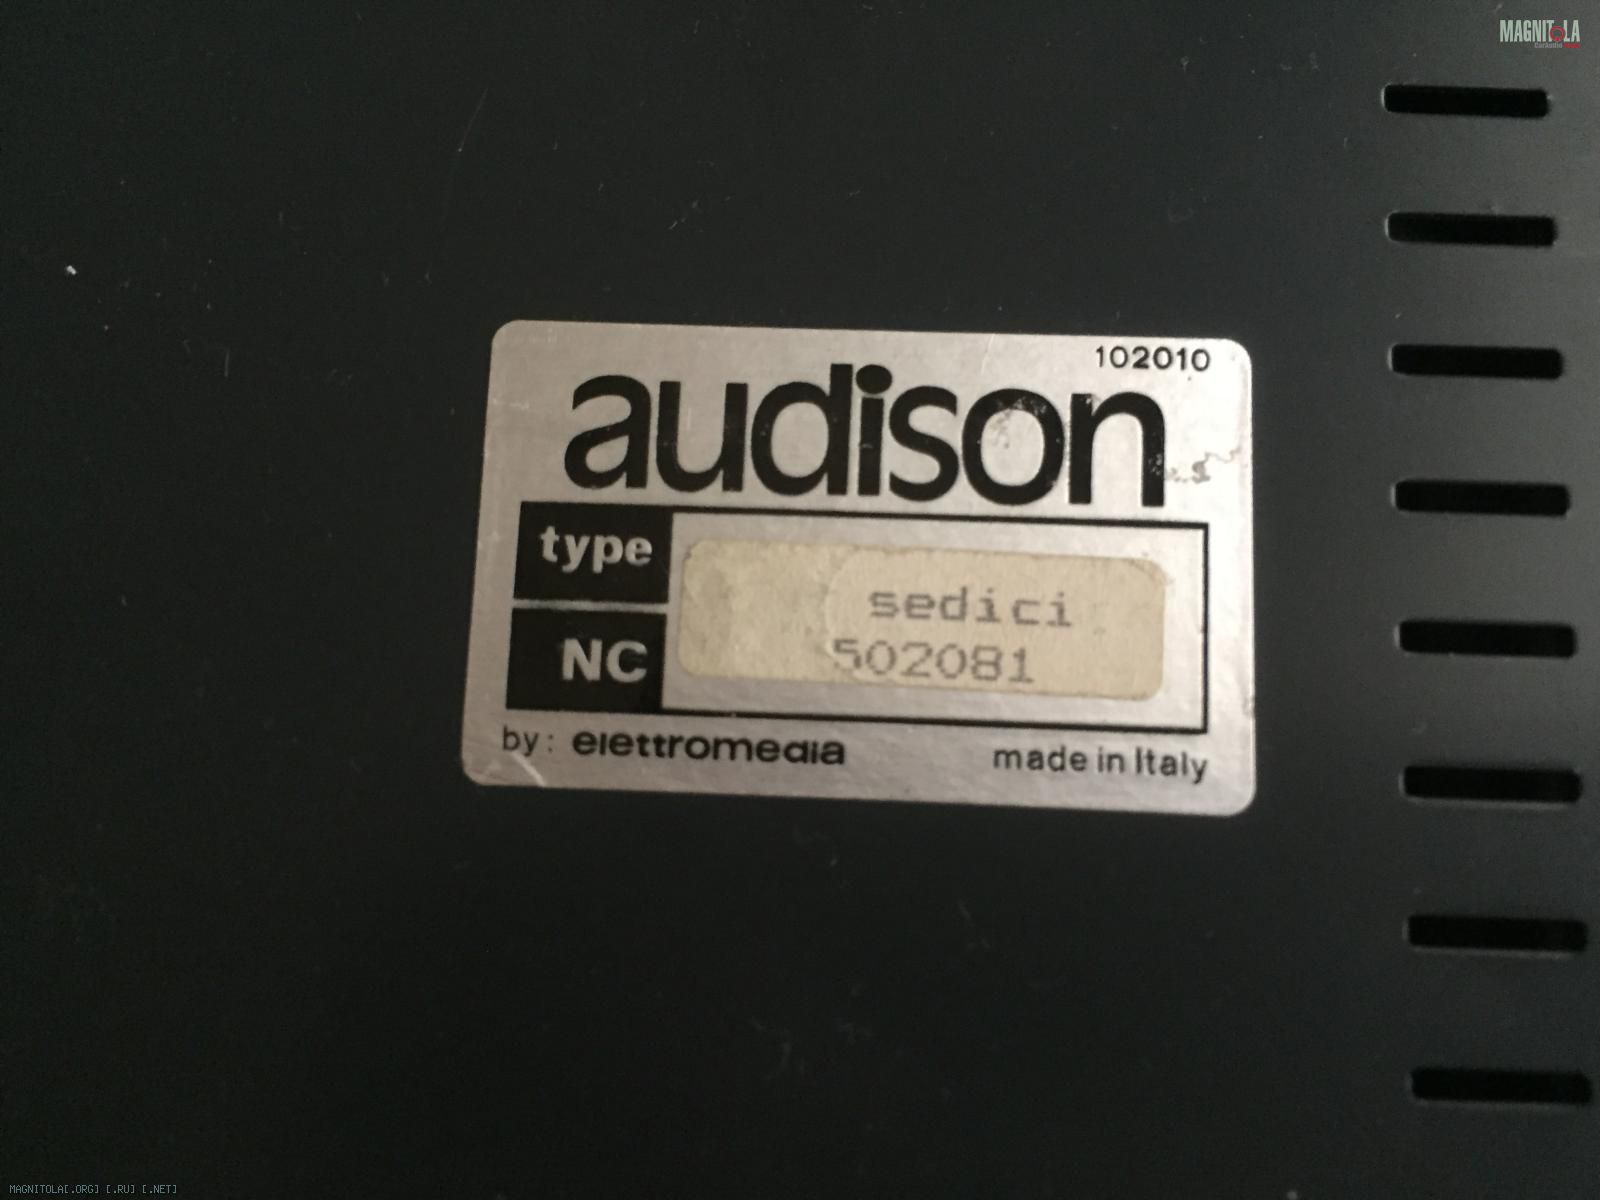 MAGNITOLA
102010
audison
type
sedici
NC
502081
by: elettromedia
made in Italy
MAGNITOLA[.ORG] [.RU] [.NET]